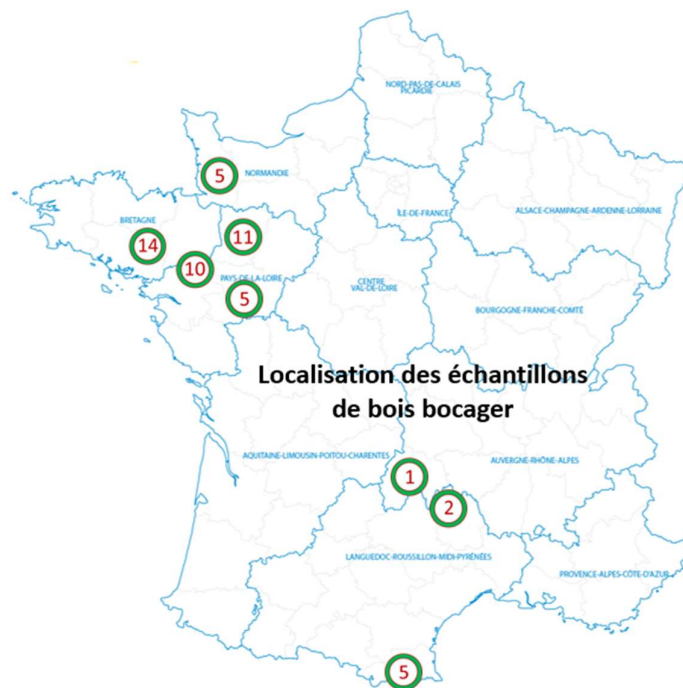 NORD-PAS-DE-CALAIS
PICARDIE
5
NORMANDIE
ÎLE-DE-FRANCE
ALSACE-CHAMPAGNE-ARDENNE-LORRAINE
BRETAGNE
14
11
10
PAYS-DE-LA-LOIRE
5
CENTRE
VAL-DE-LOIRE
BOURGOGNE-FRANCHE-COMTÉ
Localisation des échantillons
de bois bocager
AQUITAINE-LIMOUSIN-POITOU-CHARENTES
AUVERGNE-RHÔNE-ALPES
1
2
LANGUEDOC-ROUSSILLON-MIDI-PYRÉNÉES
PROVENCE-ALPES-CÔTE-D'AZUR
5